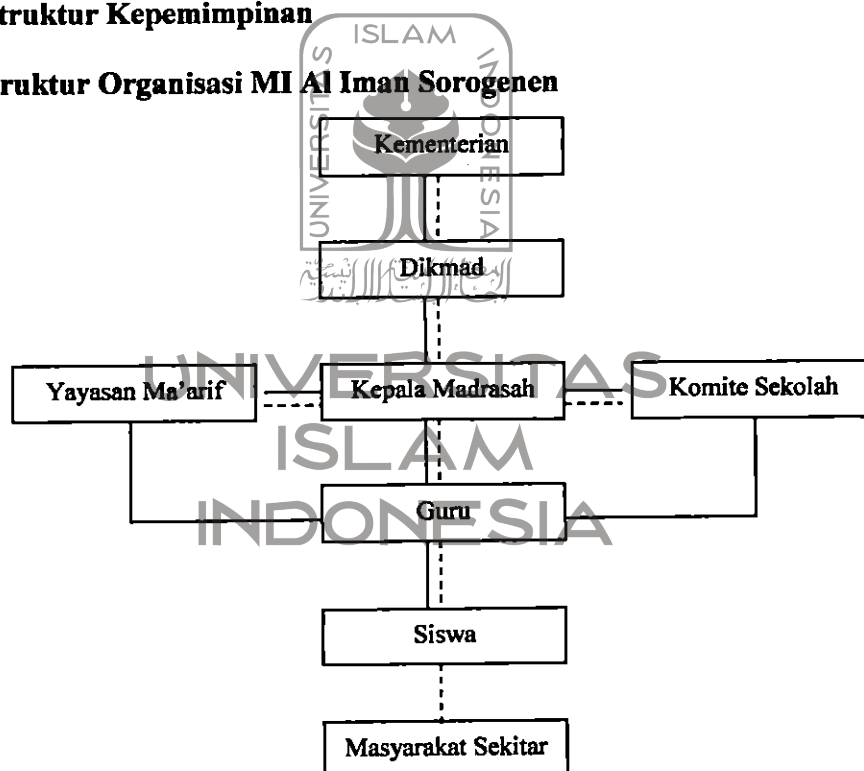 truktur Kepemimpinan
ISLAM
ruktur Organisasi MI Al Iman Sorogenen
UNIVERSITAS
INDONESIA
Kementerian
Dikmad
UNIVERSITAS
Yayasan Ma'arif
Kepala Madrasah
Komite Sekolah
ISLAM
Guru
INDONESIA
Siswa
Masyarakat Sekitar